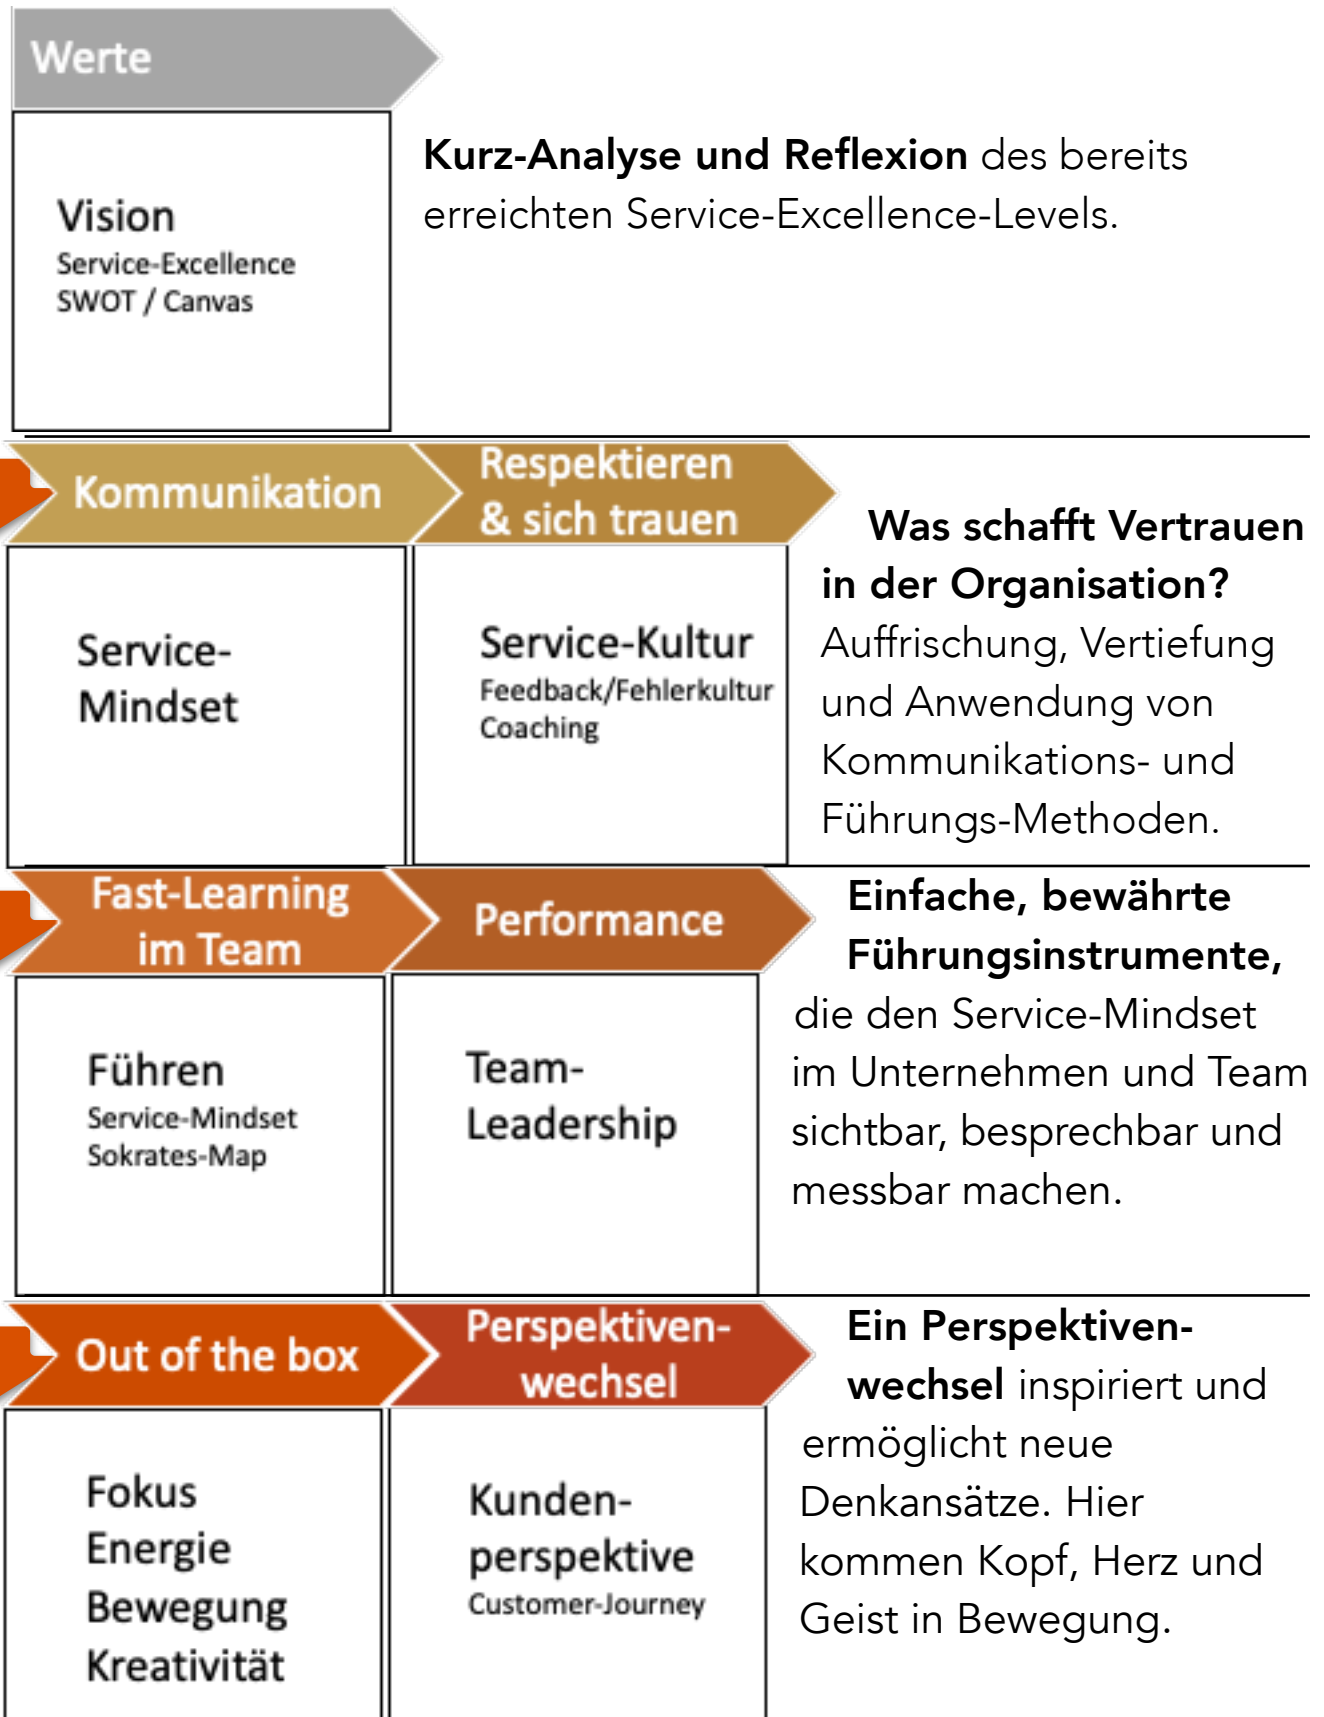 Werte
Vision
Service-Excellence
SWOT / Canvas
Kurz-Analyse und Reflexion des bereits
erreichten Service-Excellence-Levels.
Kommunikation
Service-
Mindset
Respektieren
& sich trauen
Service-Kultur
Feedback/Fehlerkultur
Coaching
Was schafft Vertrauen
in der Organisation?
Auffrischung, Vertiefung
und Anwendung von
Kommunikations- und
Führungs-Methoden.
Fast-Learning
im Team
Führen
Service-Mindset
Sokrates-Map
Performance
Team-
Leadership
Einfache, bewährte
Führungsinstrumente,
die den Service-Mindset
im Unternehmen und Team
sichtbar, besprechbar und
messbar machen.
Out of the box
Fokus
Energie
Bewegung
Kreativität
Perspektiven-
wechsel
Kunden-
perspektive
Customer-Journey
Ein Perspektiven-
wechsel inspiriert und
ermöglicht neue
Denkansätze. Hier
kommen Kopf, Herz und
Geist in Bewegung.